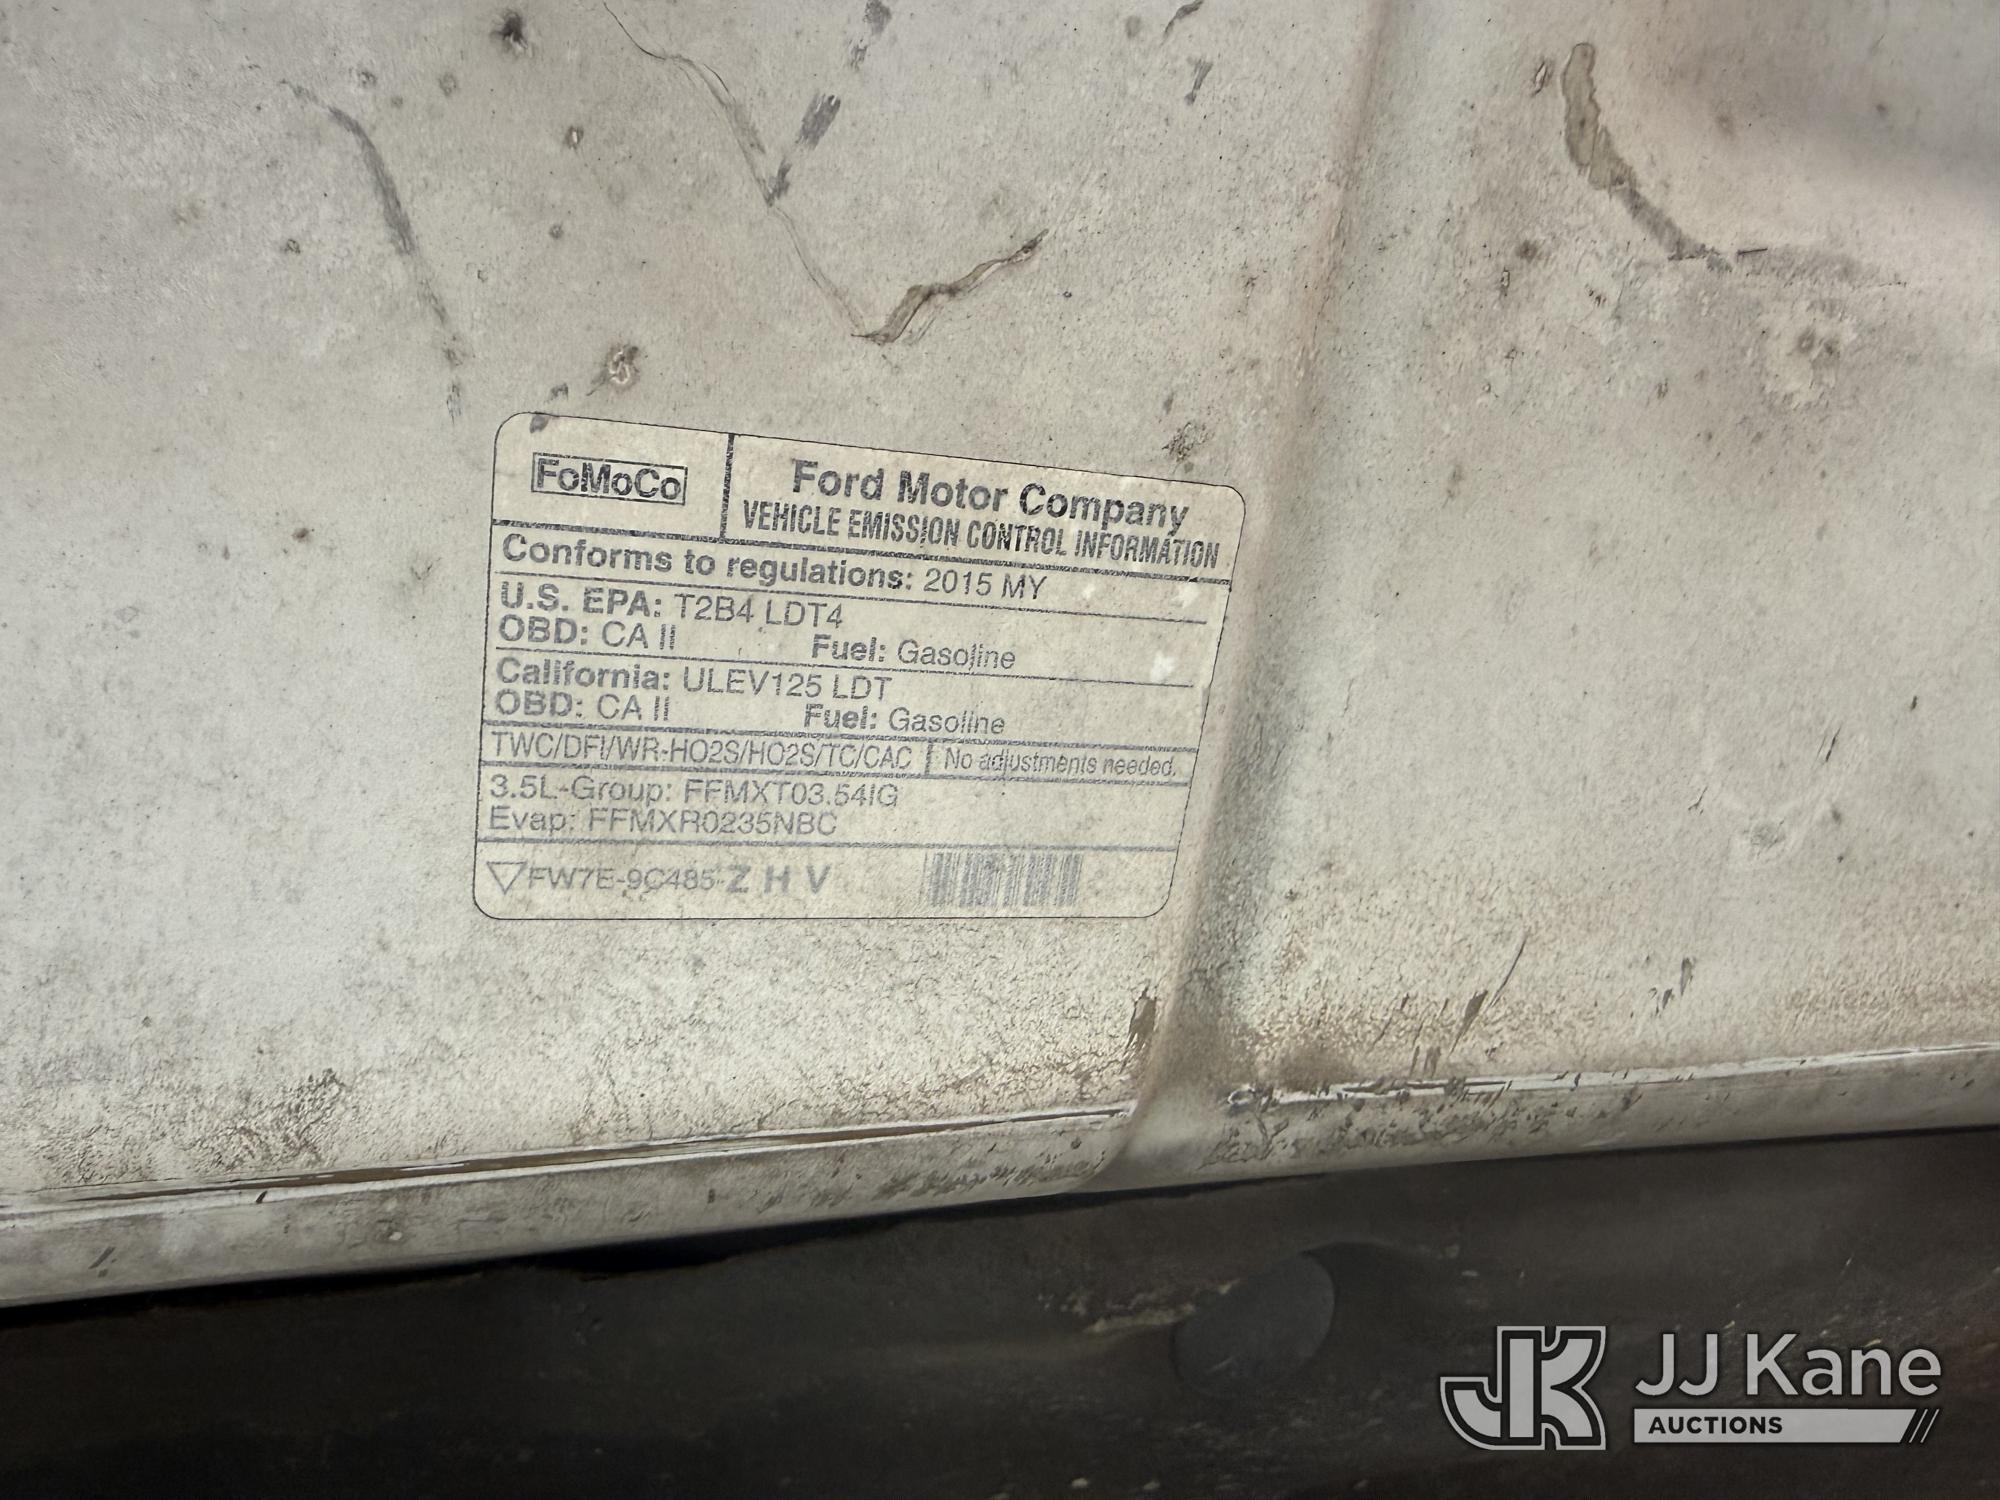 FoMoCo
Ford Motor Company
VEHICLE EMISSION CONTROL INFORMATION
Conforms to regulations: 2015 MY
U.S. EPA: T2B4 LDT4
OBD: CA II Fuel: Gasoline
California: ULEV125 LDT
OBD: CA II Fuel: Gasoline
TWC/DFI/WR-HO2S/HO2S/TC/CAC No adjustments needed.
3.5L-Group: FFMXT03.54IG
Evap: FFMXR0235NBC
FW7E-9C485-Z H V
JK JJ Kane
AUCTIONS